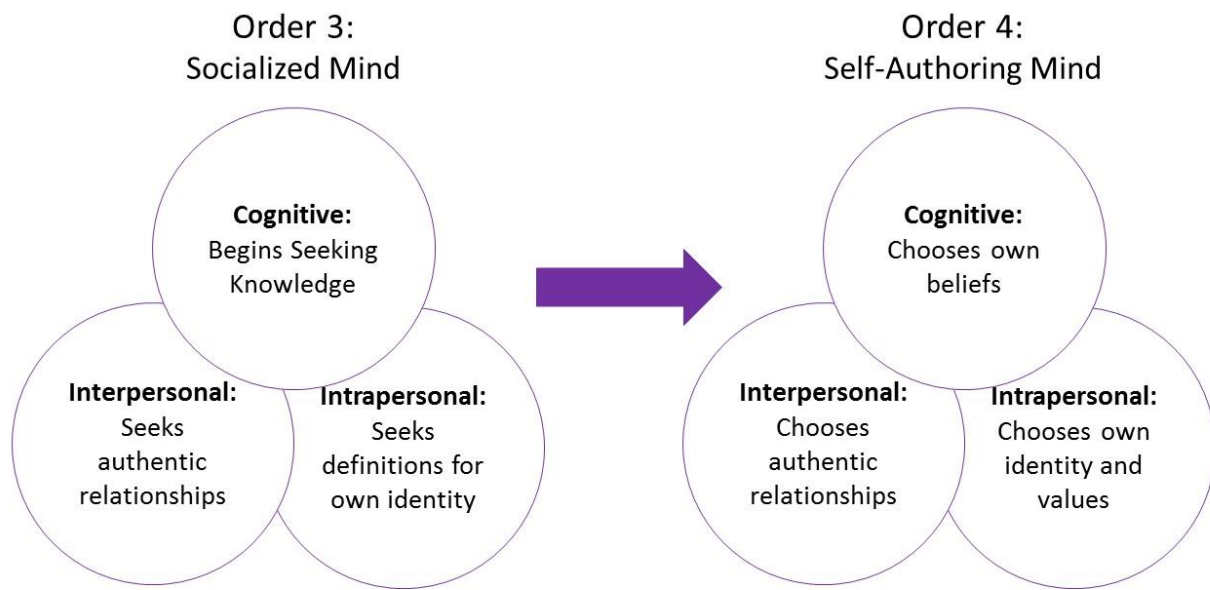 Order 3:
Socialized Mind
Cognitive:
Begins Seeking
Knowledge
Interpersonal:
Seeks
authentic
relationships
Intrapersonal:
Seeks
definitions for
own identity
Order 4:
Self-Authoring Mind
Cognitive:
Chooses own
beliefs
Interpersonal:
Chooses
authentic
relationships
Intrapersonal:
Chooses own
identity and
values